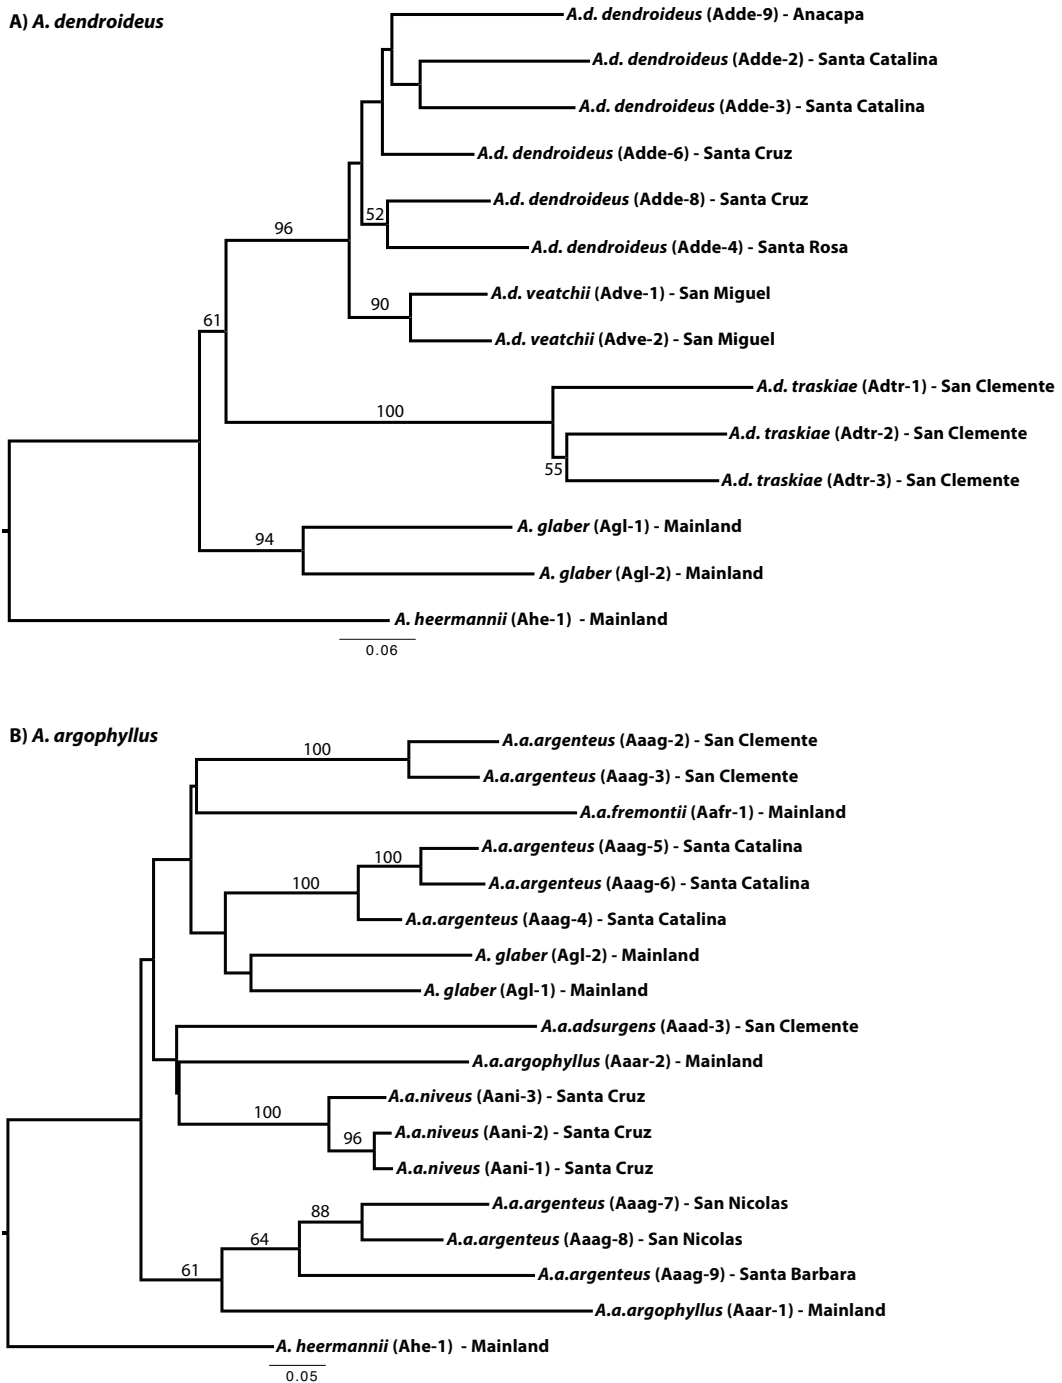 A) A. dendroideus
A.d. dendroideus (Adde-9) - Anacapa
A.d. dendroideus (Adde-2) - Santa Catalina
A.d. dendroideus (Adde-3) - Santa Catalina
A.d. dendroideus (Adde-6) - Santa Cruz
A.d. dendroideus (Adde-8) - Santa Cruz
52
96
A.d. dendroideus (Adde-4) - Santa Rosa
A.d. veatchii (Adve-1) - San Miguel
90
61
A.d. veatchii (Adve-2) - San Miguel
A.d. traskiae (Adtr-1) - San Clemente
100
A.d. traskiae (Adtr-2) - San Clemente
55
A.d. traskiae (Adtr-3) - San Clemente
A. glaber (Agl-1) - Mainland
94
A. glaber (Agl-2) - Mainland
A. heermannii (Ahe-1) - Mainland
0.06
B) A. argophyllus
A.a.argenteus (Aaag-2) - San Clemente
100
A.a.argenteus (Aaag-3) - San Clemente
A.a.fremontii (Aafr-1) - Mainland
A.a.argenteus (Aaag-5) - Santa Catalina
100
100
A.a.argenteus (Aaag-6) - Santa Catalina
A.a.argenteus (Aaag-4) - Santa Catalina
A. glaber (Agl-2) - Mainland
A. glaber (Agl-1) - Mainland
A.a.adsurgens (Aaad-3) - San Clemente
A.a.argophyllus (Aaar-2) - Mainland
A.a.niveus (Aani-3) - Santa Cruz
100
A.a.niveus (Aani-2) - Santa Cruz
96
A.a.niveus (Aani-1) - Santa Cruz
A.a.argenteus (Aaag-7) - San Nicolas
88
A.a.argenteus (Aaag-8) - San Nicolas
64
A.a.argenteus (Aaag-9) - Santa Barbara
61
A.a.argophyllus (Aaar-1) - Mainland
A. heermannii (Ahe-1) - Mainland
0.05